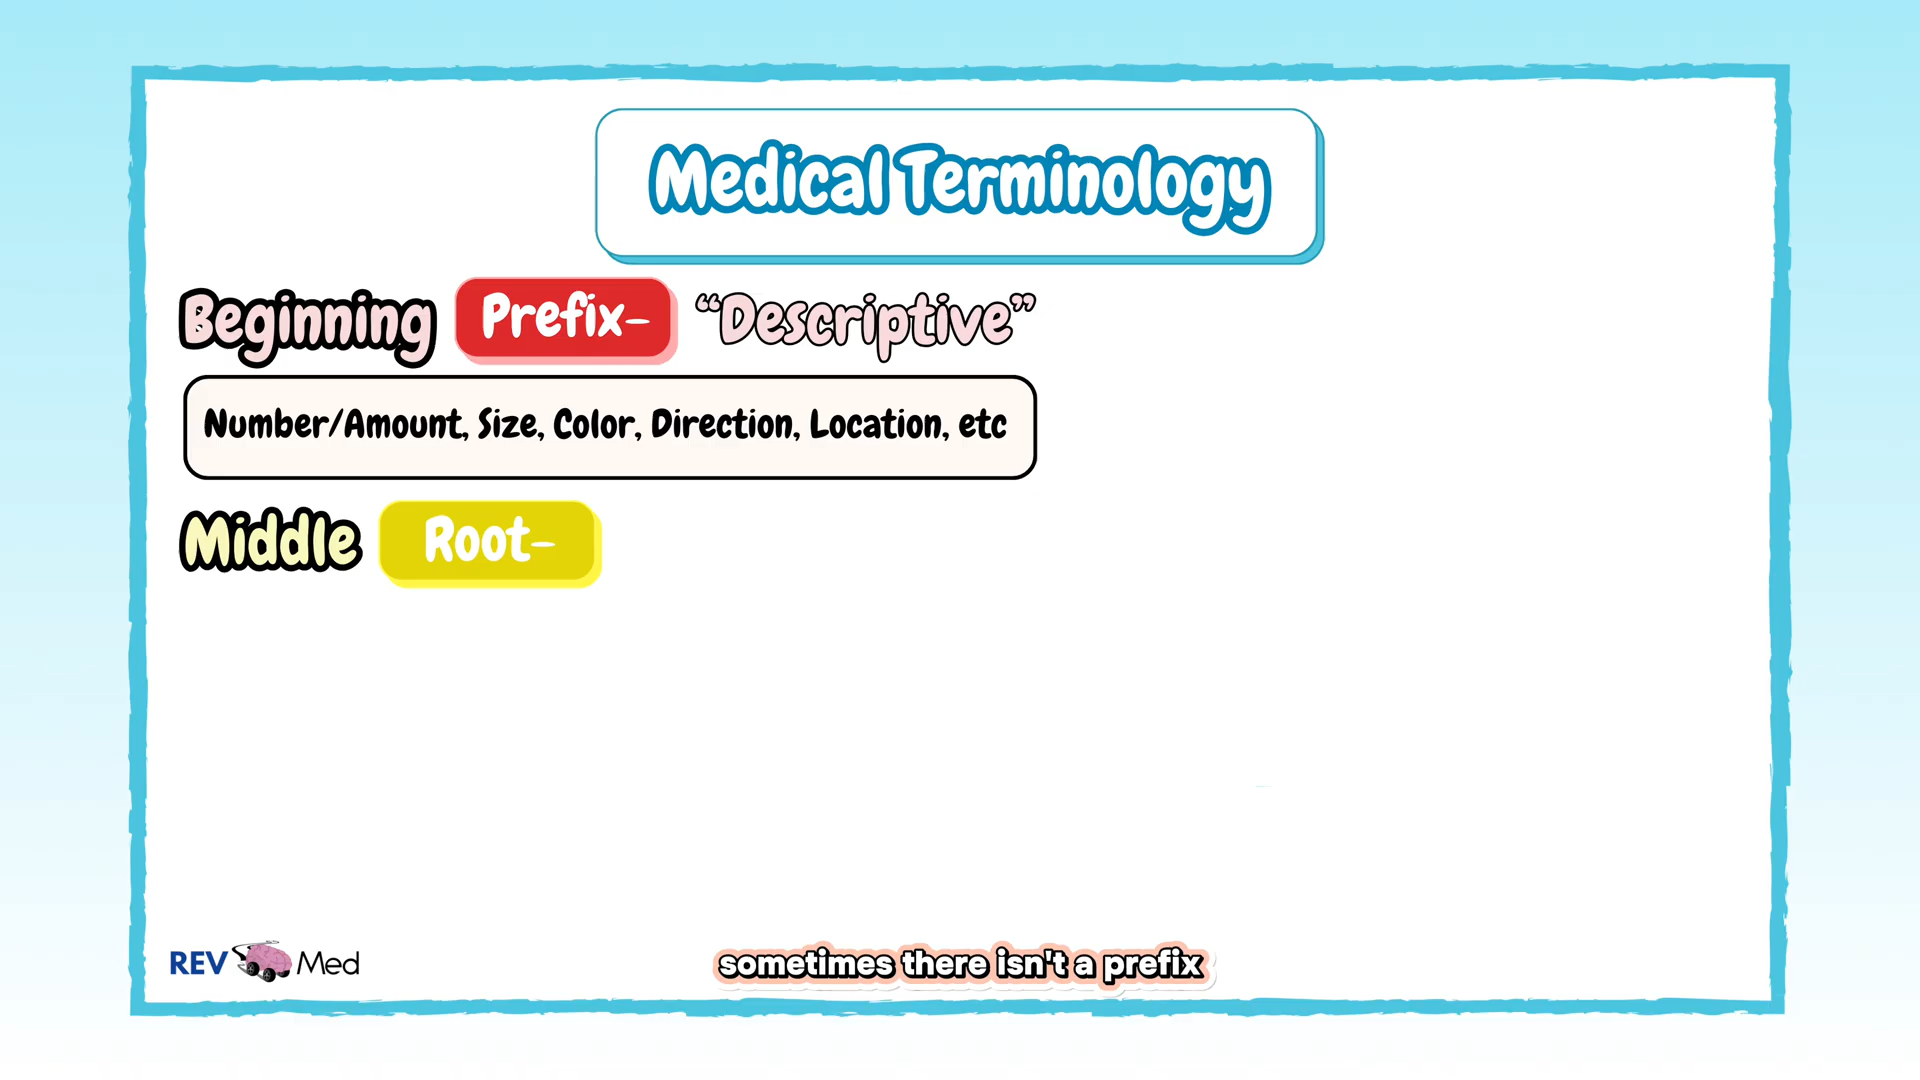 Medical Terminology
Beginning Prefix- “Descriptive”
Number/Amount, Size, Color, Direction, Location, etc
Middle Root-
REV Med
sometimes there isn't a prefix